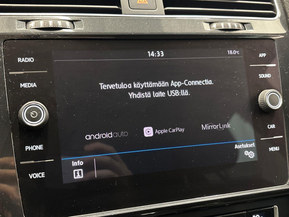 14:33
18.0°C
RADIO
MEDIA
PHONE
VOICE
APP
SOUND
CAR
MENU
Tervetuloa käyttämään App-Connectia.
Yhdistä laite USB:llä.
androidauto
Apple CarPlay
MirrorLink
Info
Asetukset